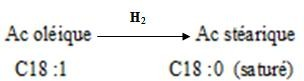 H₂
Ac oléique Ac stéarique
C18 :1 C18 :0 (saturé)